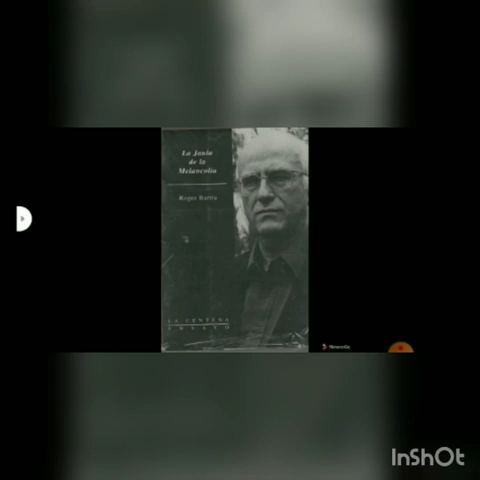 La Jaula
de la
Melancolía
Roger Bartra
LA CENTENA
ENSAYO
InShOt